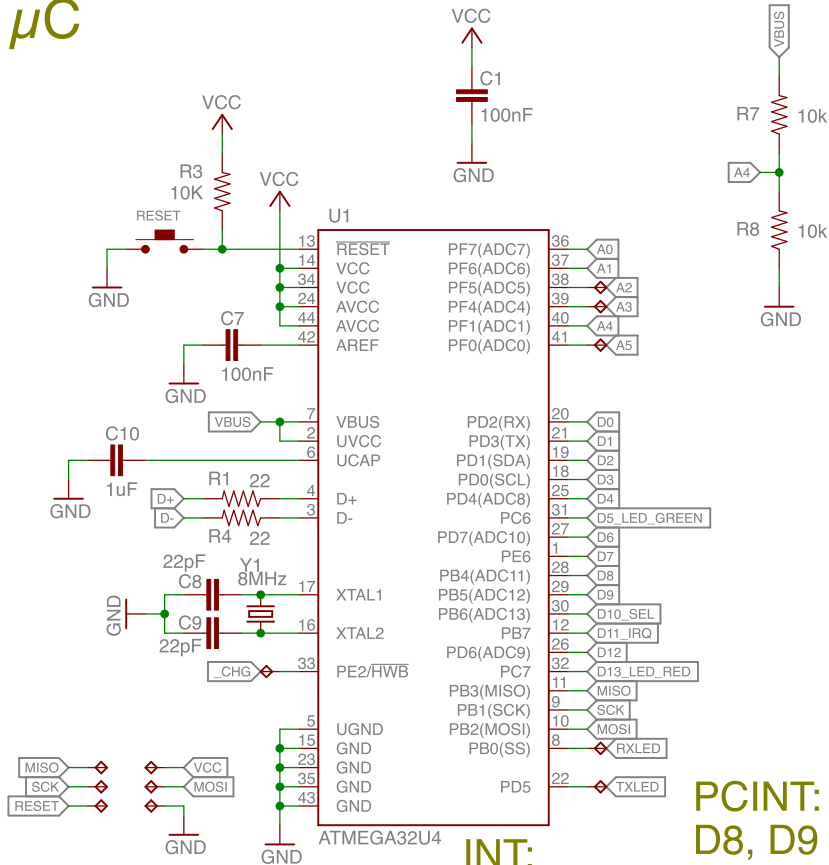 µC
VCC
C1
100nF
GND
VBUS
R7
10k
A4
R8
10k
GND
VCC
R3
10K
VCC
RESET
GND
U1
13 RESET
14 VCC
34 VCC
24 AVCC
44 AVCC
42 AREF
C7
100nF
GND
VBUS
7 VBUS
2 UVCC
6 UCAP
C10
1uF
GND
D+ R1 22 4 D+
D- R4 22 3 D-
22pF
C8
Y1
8MHz
17 XTAL1
GND
C9
22pF
16 XTAL2
_CHG 33 PE2/HWB
5 UGND
15 GND
23 GND
35 GND
43 GND
GND
PF7(ADC7) 36 A0
PF6(ADC6) 37 A1
PF5(ADC5) 38 A2
PF4(ADC4) 39 A3
PF1(ADC1) 40 A4
PF0(ADC0) 41 A5
PD2(RX) 20 D0
PD3(TX) 21 D1
PD1(SDA) 19 D2
PD0(SCL) 18 D3
PD4(ADC8) 25 D4
PC6 31 D5_LED_GREEN
PD7(ADC10) 27 D6
PE6 1 D7
PB4(ADC11) 28 D8
PB5(ADC12) 29 D9
PB6(ADC13) 30 D10_SEL
PB7 12 D11_IRQ
PD6(ADC9) 26 D12
PC7 32 D13_LED_RED
PB3(MISO) 11 MISO
PB1(SCK) 9 SCK
PB2(MOSI) 10 MOSI
PB0(SS) 8 RXLED
PD5 22 TXLED
ATMEGA32U4
MISO VCC
SCK MOSI
RESET
GND
INT:
PCINT:
D8, D9